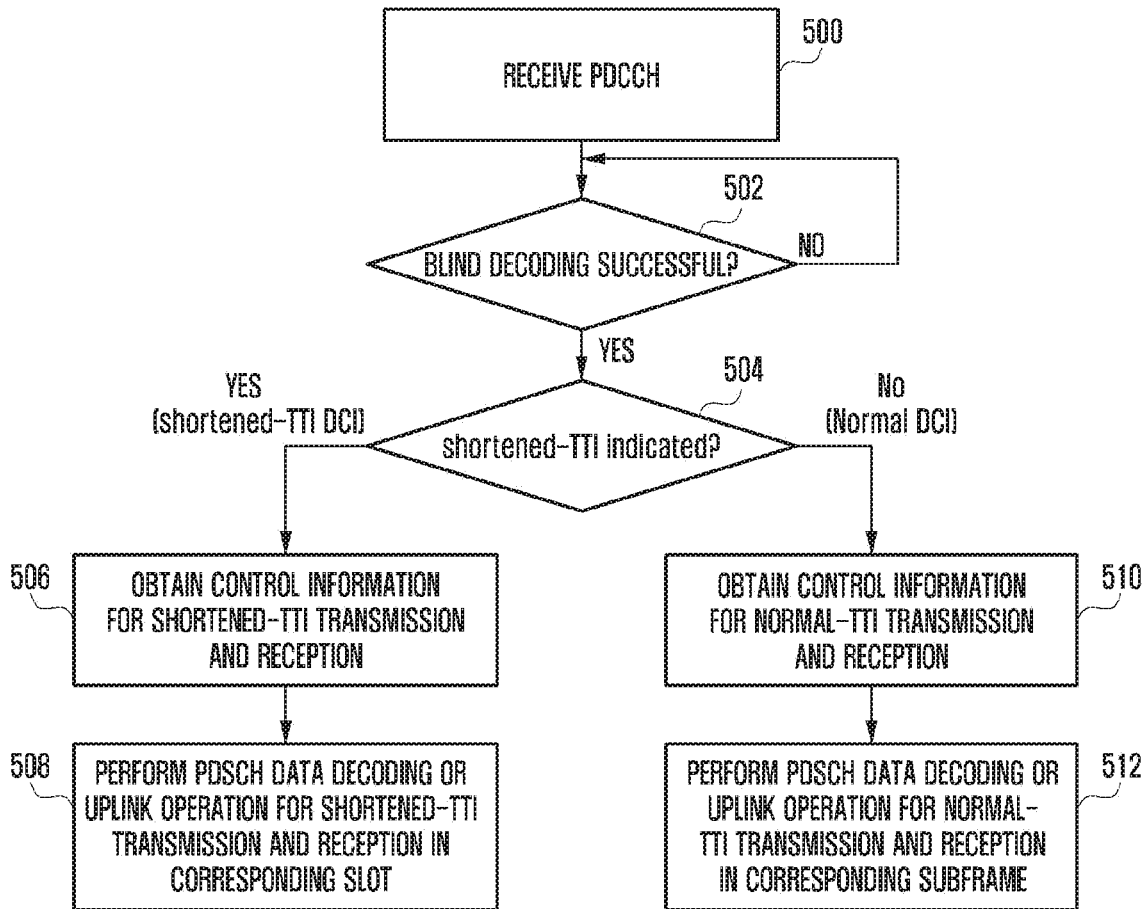 500
RECEIVE PDCCH
502
BLIND DECODING SUCCESSFUL?
NO
YES
504
YES
(shortened-TTI DCI)
No
(Normal DCI)
shortened-TTI indicated?
506
OBTAIN CONTROL INFORMATION
FOR SHORTENED-TTI TRANSMISSION
AND RECEPTION
510
OBTAIN CONTROL INFORMATION
FOR NORMAL-TTI TRANSMISSION
AND RECEPTION
508
PERFORM PDSCH DATA DECODING OR
UPLINK OPERATION FOR SHORTENED-TTI
TRANSMISSION AND RECEPTION IN
CORRESPONDING SLOT
512
PERFORM PDSCH DATA DECODING OR
UPLINK OPERATION FOR NORMAL-
TTI TRANSMISSION AND RECEPTION
IN CORRESPONDING SUBFRAME